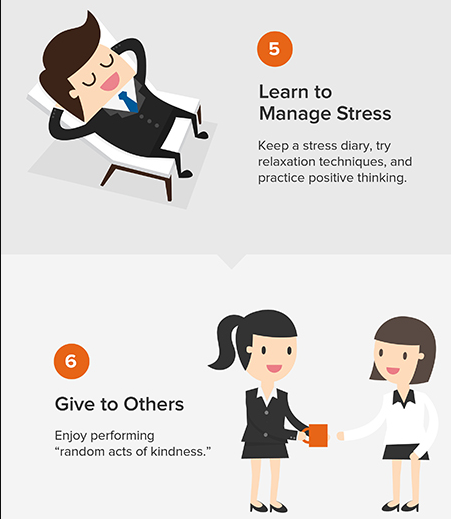 5
Learn to
Manage Stress
Keep a stress diary, try
relaxation techniques, and
practice positive thinking.
6
Give to Others
Enjoy performing
“random acts of kindness.”